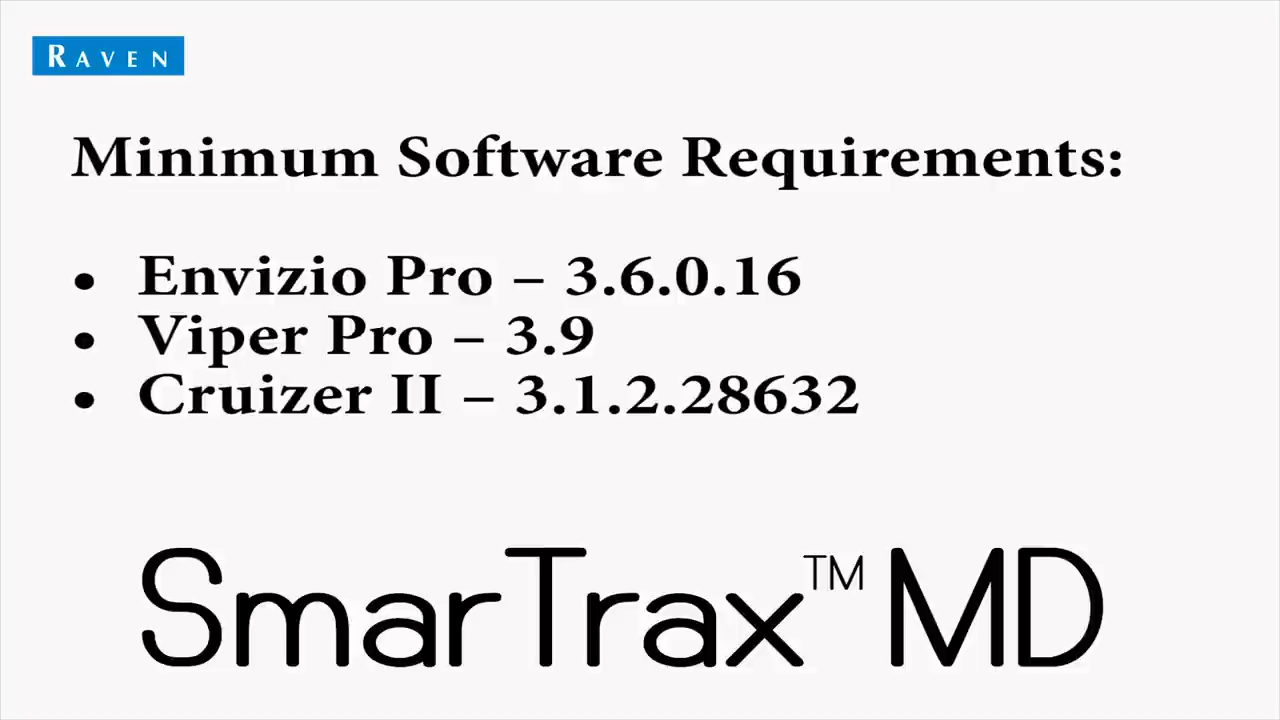 RAVEN
Minimum Software Requirements:
• Envizio Pro – 3.6.0.16
• Viper Pro – 3.9
• Cruizer II – 3.1.2.28632
SmarTrax™ MD